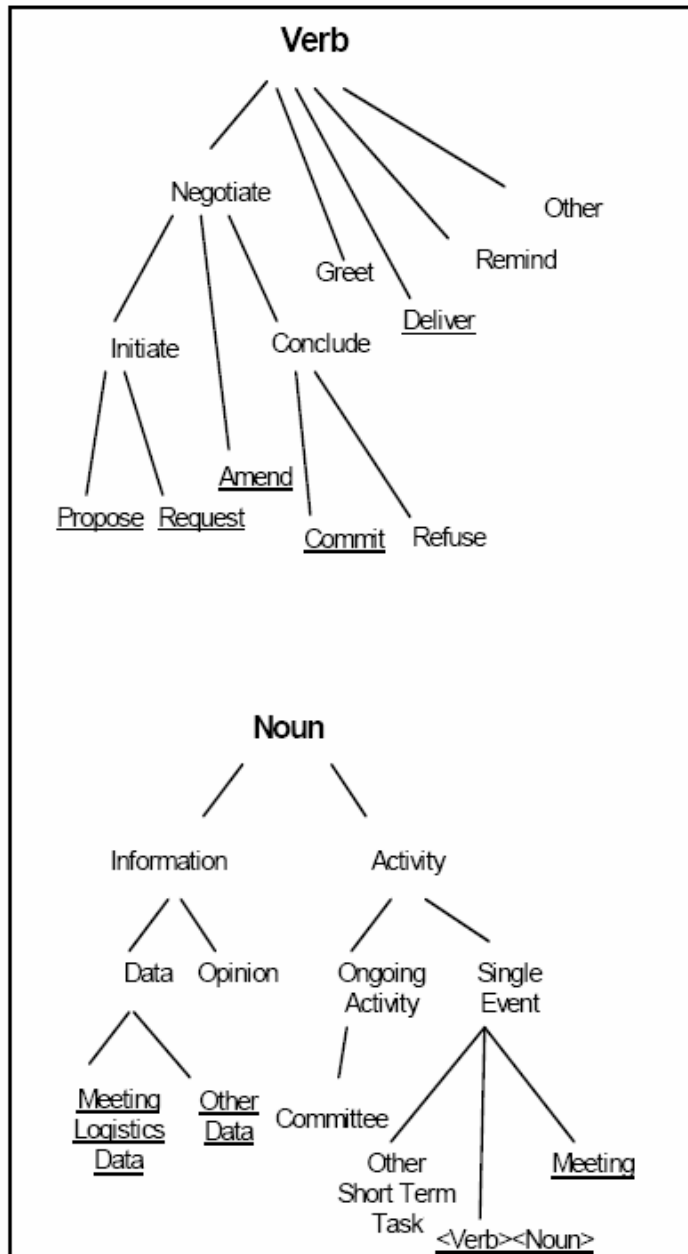 Verb
Negotiate
Other
Remind
Greet
Deliver
Initiate
Conclude
Amend
Propose
Request
Commit
Refuse
Noun
Information
Activity
Data
Opinion
Ongoing
Activity
Single
Event
Meeting
Logistics
Data
Other
Data
Committee
Other
Short Term
Task
<Verb><Noun>
Meeting